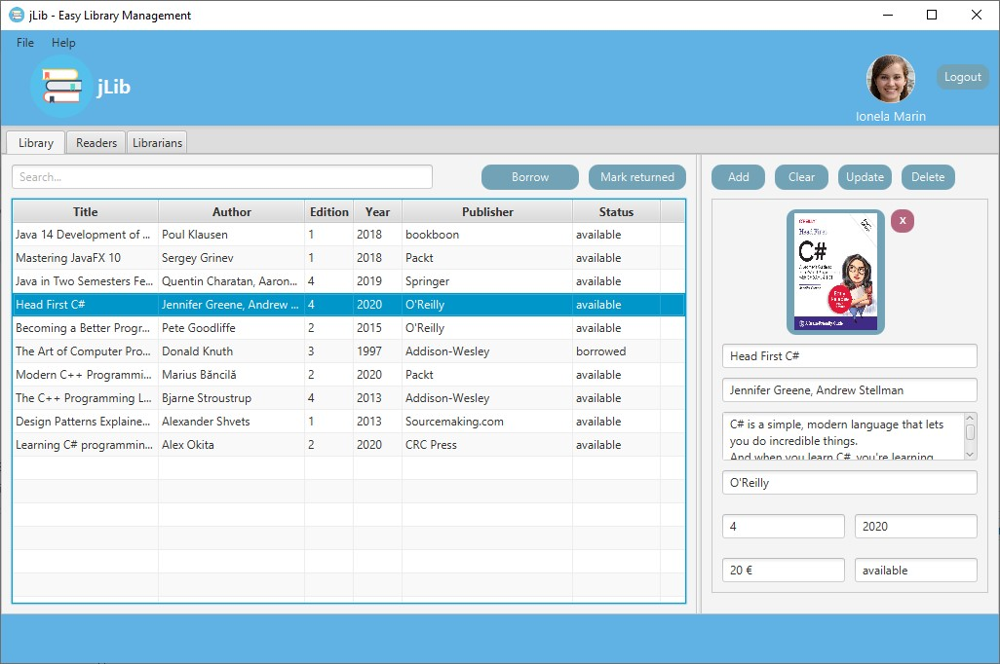 jLib - Easy Library Management
File Help
jLib
Logout
Ionela Marin
Library Readers Librarians
Search... Borrow Mark returned Add Clear Update Delete
Title Author Edition Year Publisher Status
Java 14 Development of ... Poul Klausen 1 2018 bookboon available
Mastering JavaFX 10 Sergey Grinev 1 2018 Packt available
Java in Two Semesters Fe... Quentin Charatan, Aaron... 4 2019 Springer available
Head First C# Jennifer Greene, Andrew ... 4 2020 O'Reilly available
Becoming a Better Progr... Pete Goodliffe 2 2015 O'Reilly available
The Art of Computer Pro... Donald Knuth 3 1997 Addison-Wesley borrowed
Modern C++ Programmi... Marius Băncilă 2 2020 Packt available
The C++ Programming L... Bjarne Stroustrup 4 2013 Addison-Wesley available
Design Patterns Explaine... Alexander Shvets 1 2013 Sourcemaking.com available
Learning C# programmin... Alex Okita 2 2020 CRC Press available
X
O'REILLY
Head First
C#
Head First C#
Jennifer Greene, Andrew Stellman
C# is a simple, modern language that lets
you do incredible things.
And when you learn C#, you're learning
O'Reilly
4 2020
20 € available